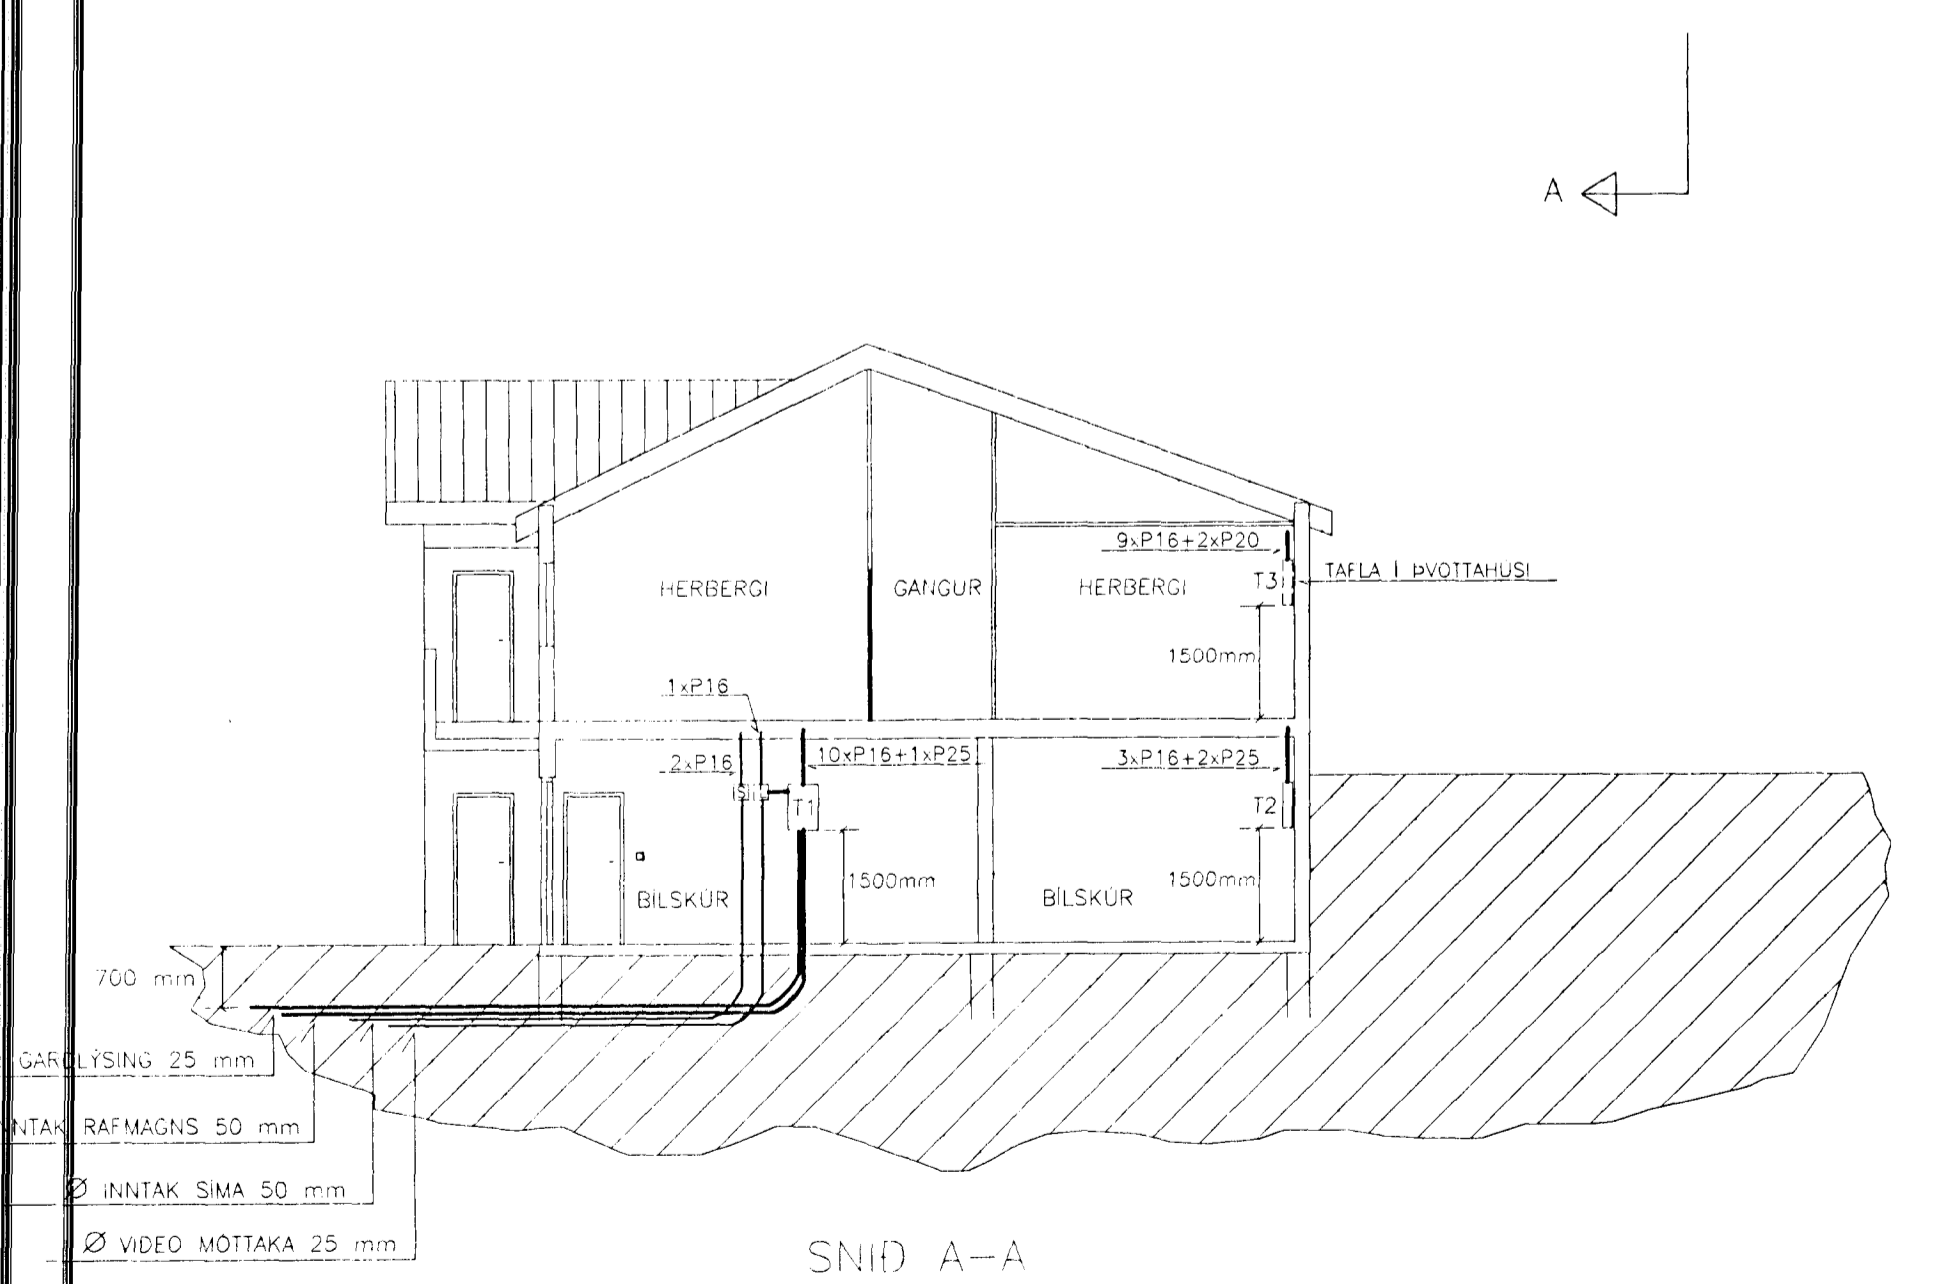 A
9xP16+2xP20
T3
TAFLA Í ÞVOTTAHÚSI
HERBERGI
GANGUR
HERBERGI
1500mm
1xP16
2xP16
10xP16+1xP25
3xP16+2xP25
T1
T2
1500mm
1500mm
BÍLSKÚR
BÍLSKÚR
700 mm
GARÐLÝSING 25 mm
NTAK RAFMAGNS 50 mm
Ø INNTAK SÍMA 50 mm
Ø VIDEO MÓTTAKA 25 mm
SNIÐ A-A